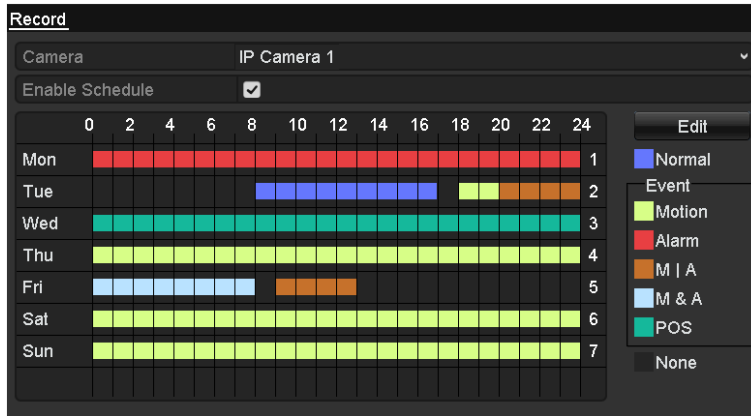 Record
Camera IP Camera 1
Enable Schedule
0 2 4 6 8 10 12 14 16 18 20 22 24
Edit
Mon 1
Normal
Tue 2
Event
Motion
Wed 3
Alarm
Thu 4
M | A
Fri 5
M & A
Sat 6
POS
Sun 7
None